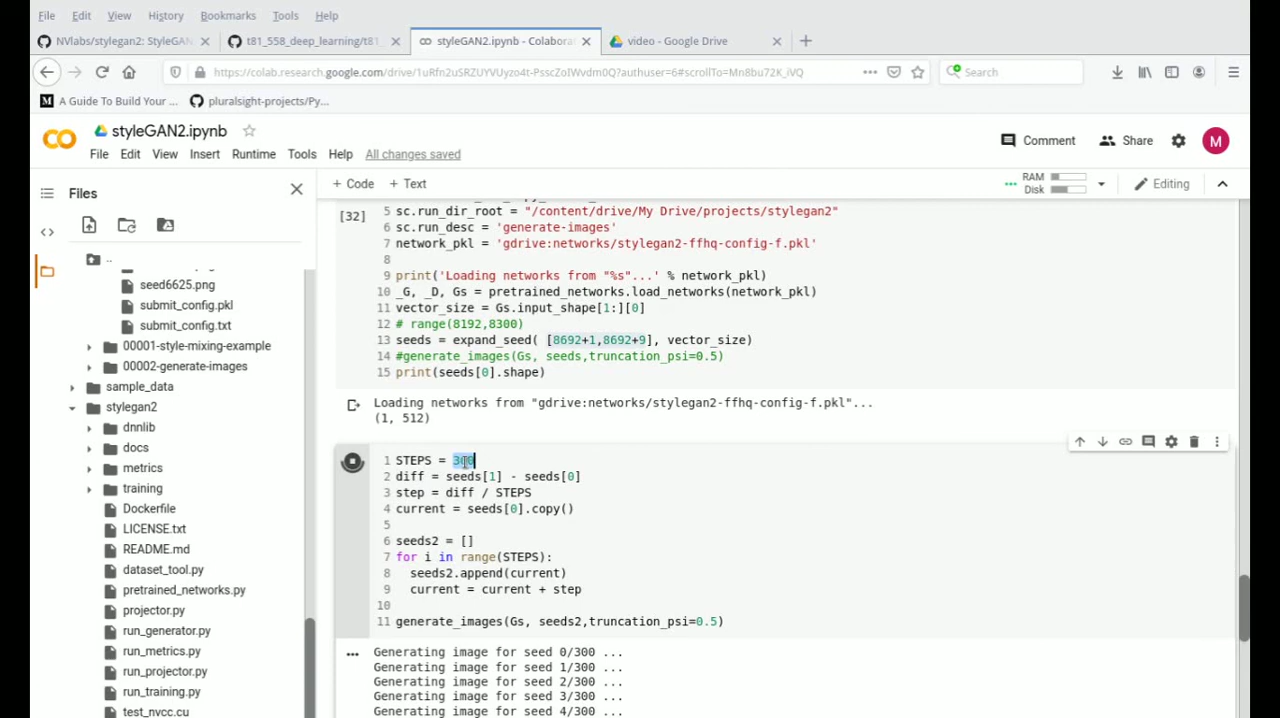 File Edit View History Bookmarks Tools Help
NVlabs/stylegan2: StyleGAN
t81_558_deep_learning/t81_
styleGAN2.ipynb - Colaborat
video - Google Drive
https://colab.research.google.com/drive/1uRfn2uSRZUYVUyzo4t-PsscZoIWvdm0Q?authuser=6#scrollTo=Mn8bu72K_iVQ
Search
A Guide To Build Your ...
pluralsight-projects/Py...
styleGAN2.ipynb
Comment Share M
File Edit View Insert Runtime Tools Help All changes saved
Files
+ Code + Text
RAM
Disk
Editing
..
seed6625.png
submit_config.pkl
submit_config.txt
00001-style-mixing-example
00002-generate-images
sample_data
stylegan2
dnnlib
docs
metrics
training
Dockerfile
LICENSE.txt
README.md
dataset_tool.py
pretrained_networks.py
projector.py
run_generator.py
run_metrics.py
run_projector.py
run_training.py
test_nvcc.cu
[32]
5 sc.run_dir_root = "/content/drive/My Drive/projects/stylegan2"
6 sc.run_desc = 'generate-images'
7 network_pkl = 'gdrive:networks/stylegan2-ffhq-config-f.pkl'
8
9 print('Loading networks from "%s"...' % network_pkl)
10 _G, _D, Gs = pretrained_networks.load_networks(network_pkl)
11 vector_size = Gs.input_shape[1:][0]
12 # range(8192,8300)
13 seeds = expand_seed( [8692+1,8692+9], vector_size)
14 #generate_images(Gs, seeds,truncation_psi=0.5)
15 print(seeds[0].shape)
Loading networks from "gdrive:networks/stylegan2-ffhq-config-f.pkl"...
(1, 512)
1 STEPS = 300
2 diff = seeds[1] - seeds[0]
3 step = diff / STEPS
4 current = seeds[0].copy()
5
6 seeds2 = []
7 for i in range(STEPS):
8 seeds2.append(current)
9 current = current + step
10
11 generate_images(Gs, seeds2,truncation_psi=0.5)
Generating image for seed 0/300 ...
Generating image for seed 1/300 ...
Generating image for seed 2/300 ...
Generating image for seed 3/300 ...
Generating image for seed 4/300 ...